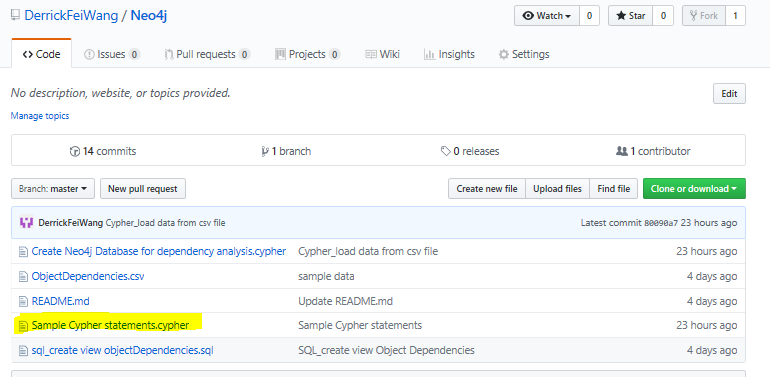 DerrickFeiWang / Neo4j Watch 0 Star 0 Fork 1
Code Issues 0 Pull requests 0 Projects 0 Wiki Insights Settings
No description, website, or topics provided. Edit
Manage topics
14 commits 1 branch 0 releases 1 contributor
Branch: master New pull request Create new file Upload files Find file Clone or download
DerrickFeiWang Cypher_load data from csv file Latest commit 80090a7 23 hours ago
Create Neo4j Database for dependency analysis.cypher Cypher_load data from csv file 23 hours ago
ObjectDependencies.csv sample data 4 days ago
README.md Update README.md 4 days ago
Sample Cypher statements.cypher Sample Cypher statements 23 hours ago
sql_create view objectDependencies.sql SQL_create view Object Dependencies 4 days ago